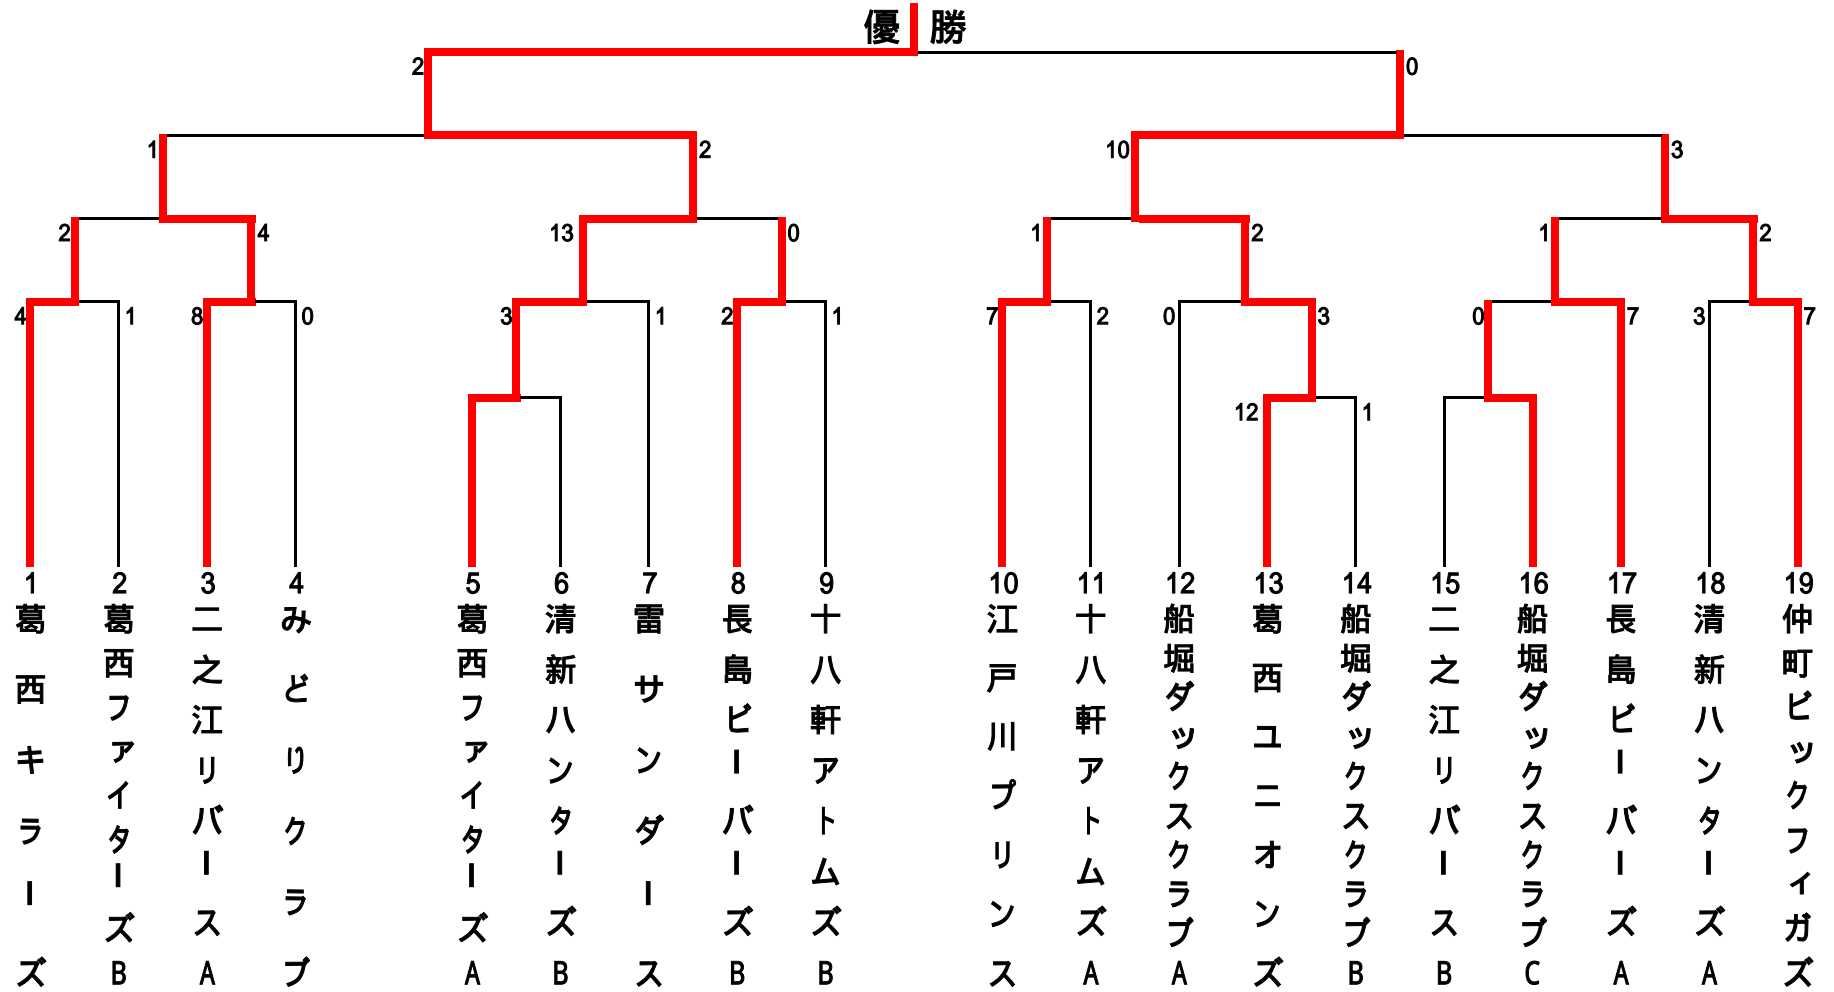 優勝
2 0
1 2 10 3
2 4 13 0 1 2 1 2
4 1 8 0 3 1 2 1 7 2 0 3 0 7 3 7
12 1
1 2 3 4 5 6 7 8 9 10 11 12 13 14 15 16 17 18 19
葛西キラーズ
葛西ファイターズB
二之江リバースA
みどりクラブ
葛西ファイターズA
清新ハンターズB
雷サンダース
長島ビーバーズB
十八軒アトムズB
江戸川プリンス
十八軒アトムズA
船堀ダックスクラブA
葛西ユニオンズ
船堀ダックスクラブB
二之江リバースB
船堀ダックスクラブC
長島ビーバーズA
清新ハンターズA
仲町ビックフィガズ